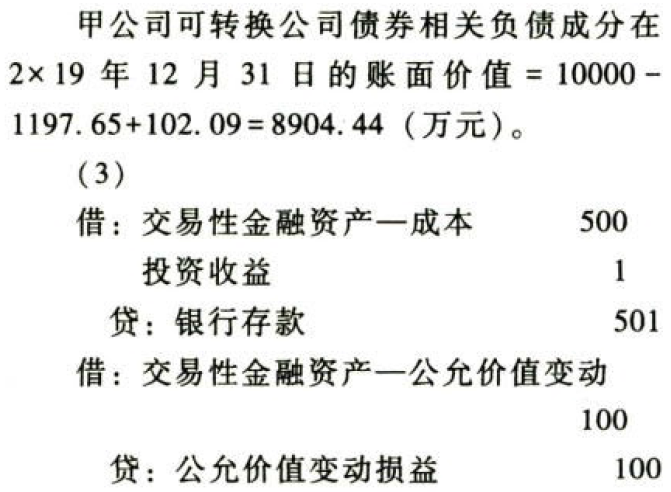 甲公司可转换公司债券相关负债成分在
2×19 年 12 月 31 日的账面价值 = 10000 -
1197. 65+102. 09 = 8904. 44 (万元)。
(3)
借：交易性金融资产—成本 500
投资收益 1
贷：银行存款 501
借：交易性金融资产—公允价值变动
100
贷：公允价值变动损益 100